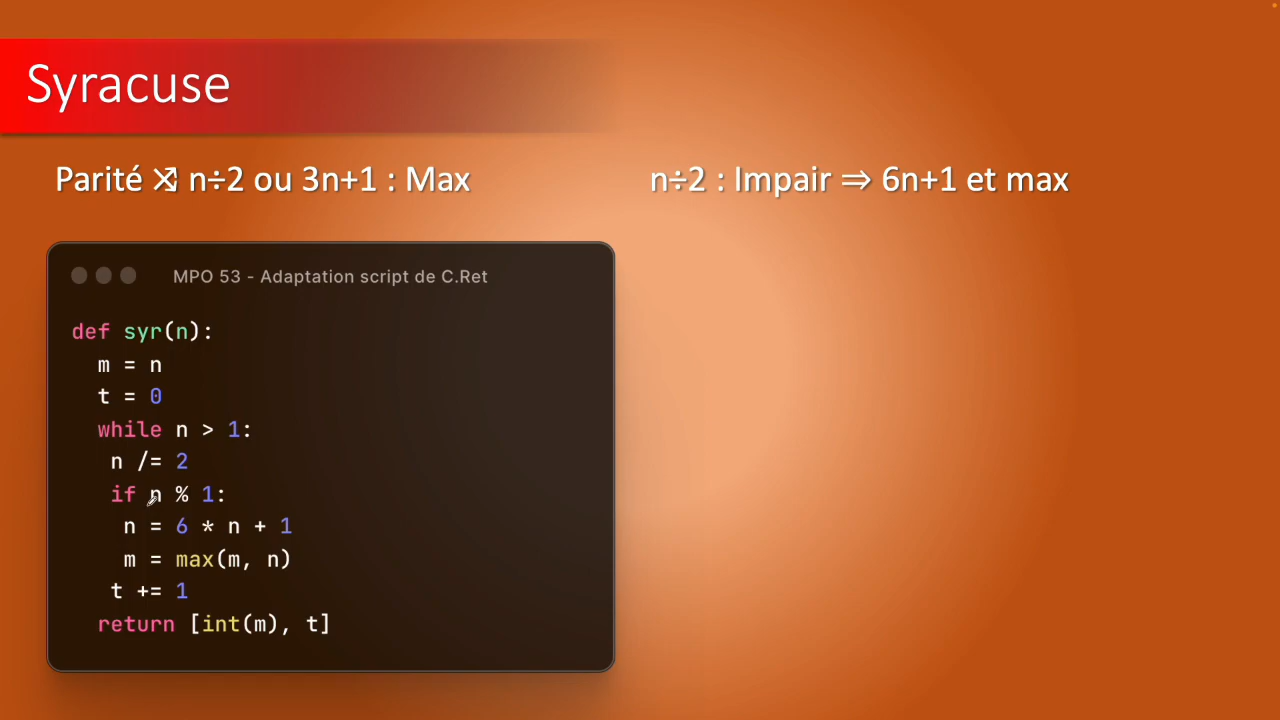 Syracuse
Parité ⤨ n÷2 ou 3n+1 : Max
n÷2 : Impair ⇒ 6n+1 et max
MPO 53 - Adaptation script de C.Ret
def syr(n):
  m = n
  t = 0
  while n > 1:
   n /= 2
   if n % 1:
    n = 6 * n + 1
    m = max(m, n)
   t += 1
  return [int(m), t]